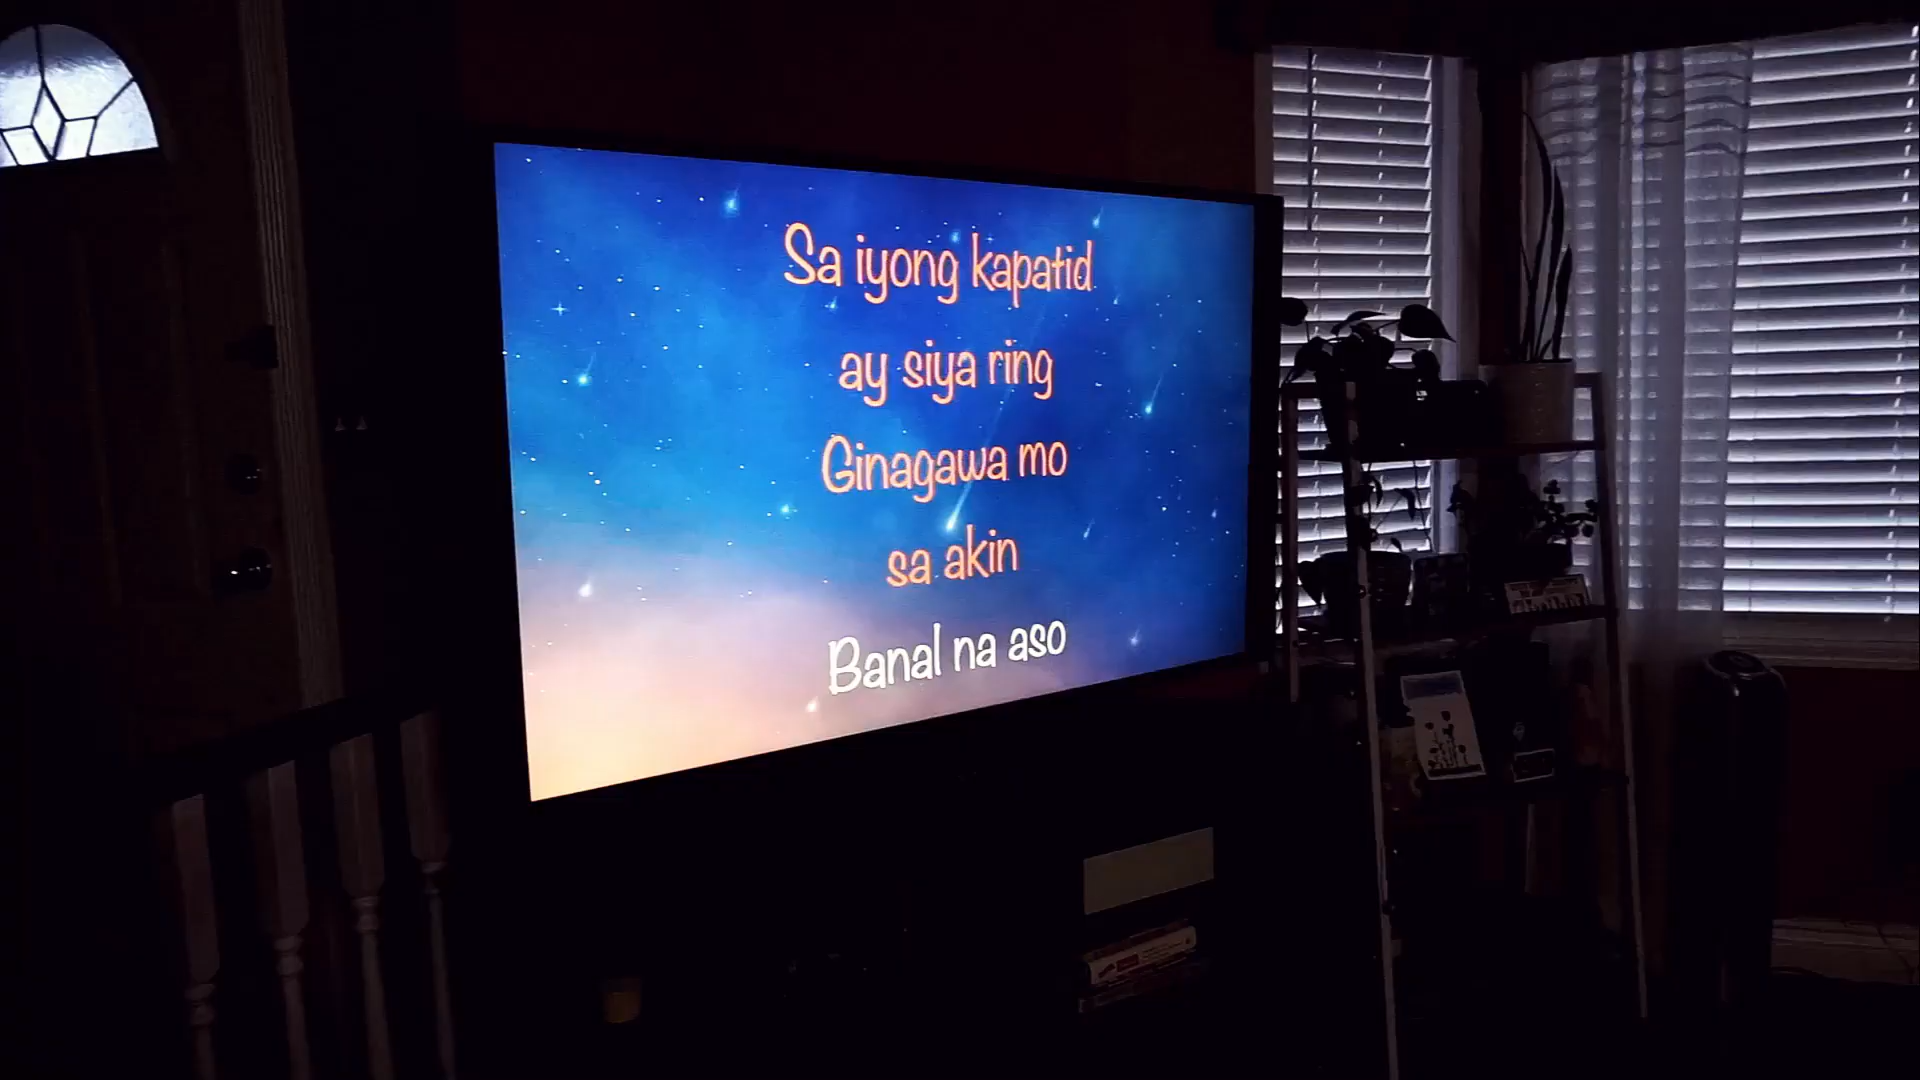 Sa iyong kapatid
ay siya ring
Ginagawa mo
sa akin
Banal na aso